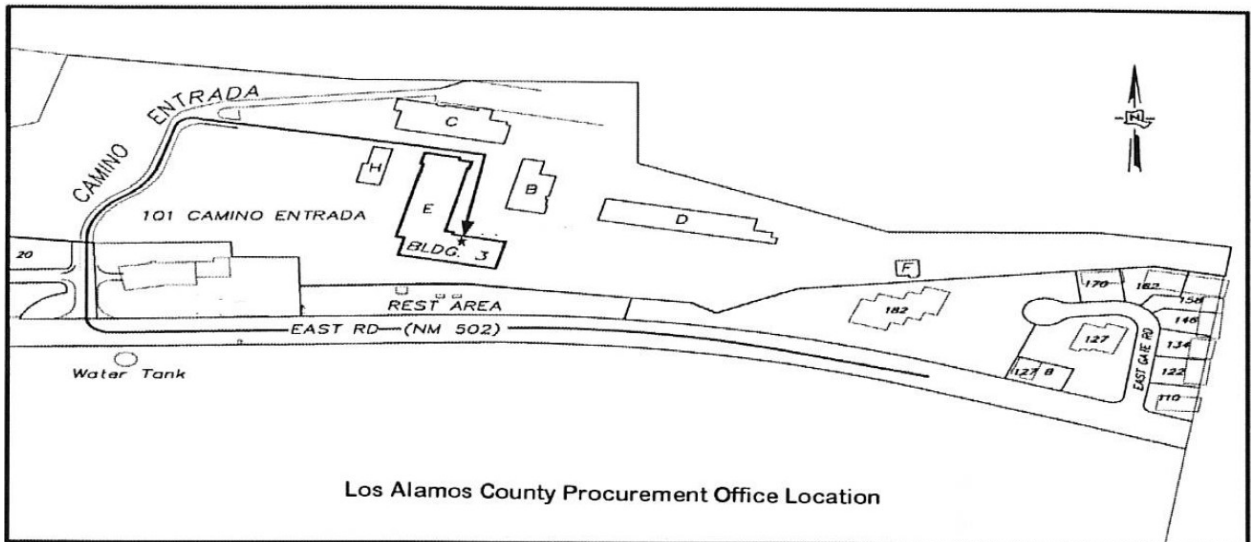 CAMINO ENTRADA
C
N
H
B
E
D
101 CAMINO ENTRADA
BLDG. 3
20
F
REST AREA
170
162
158
182
146
EAST RD—(NM 502)
127
134
EAST GATE RD
Water Tank
127
B
122
110
Los Alamos County Procurement Office Location